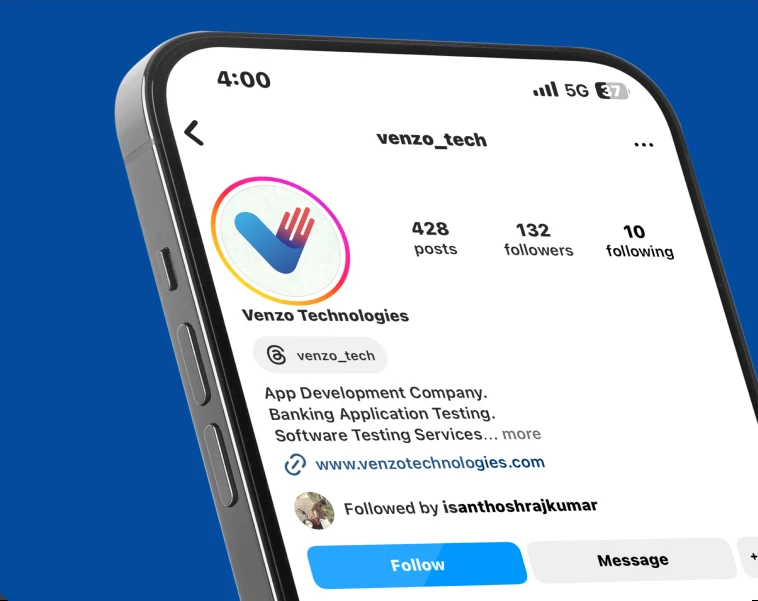 4:00
5G 37
venzo_tech
428 132 10
posts followers following
Venzo Technologies
venzo_tech
App Development Company.
Banking Application Testing.
Software Testing Services... more
www.venzotechnologies.com
Followed by isanthoshrajkumar
Follow Message +